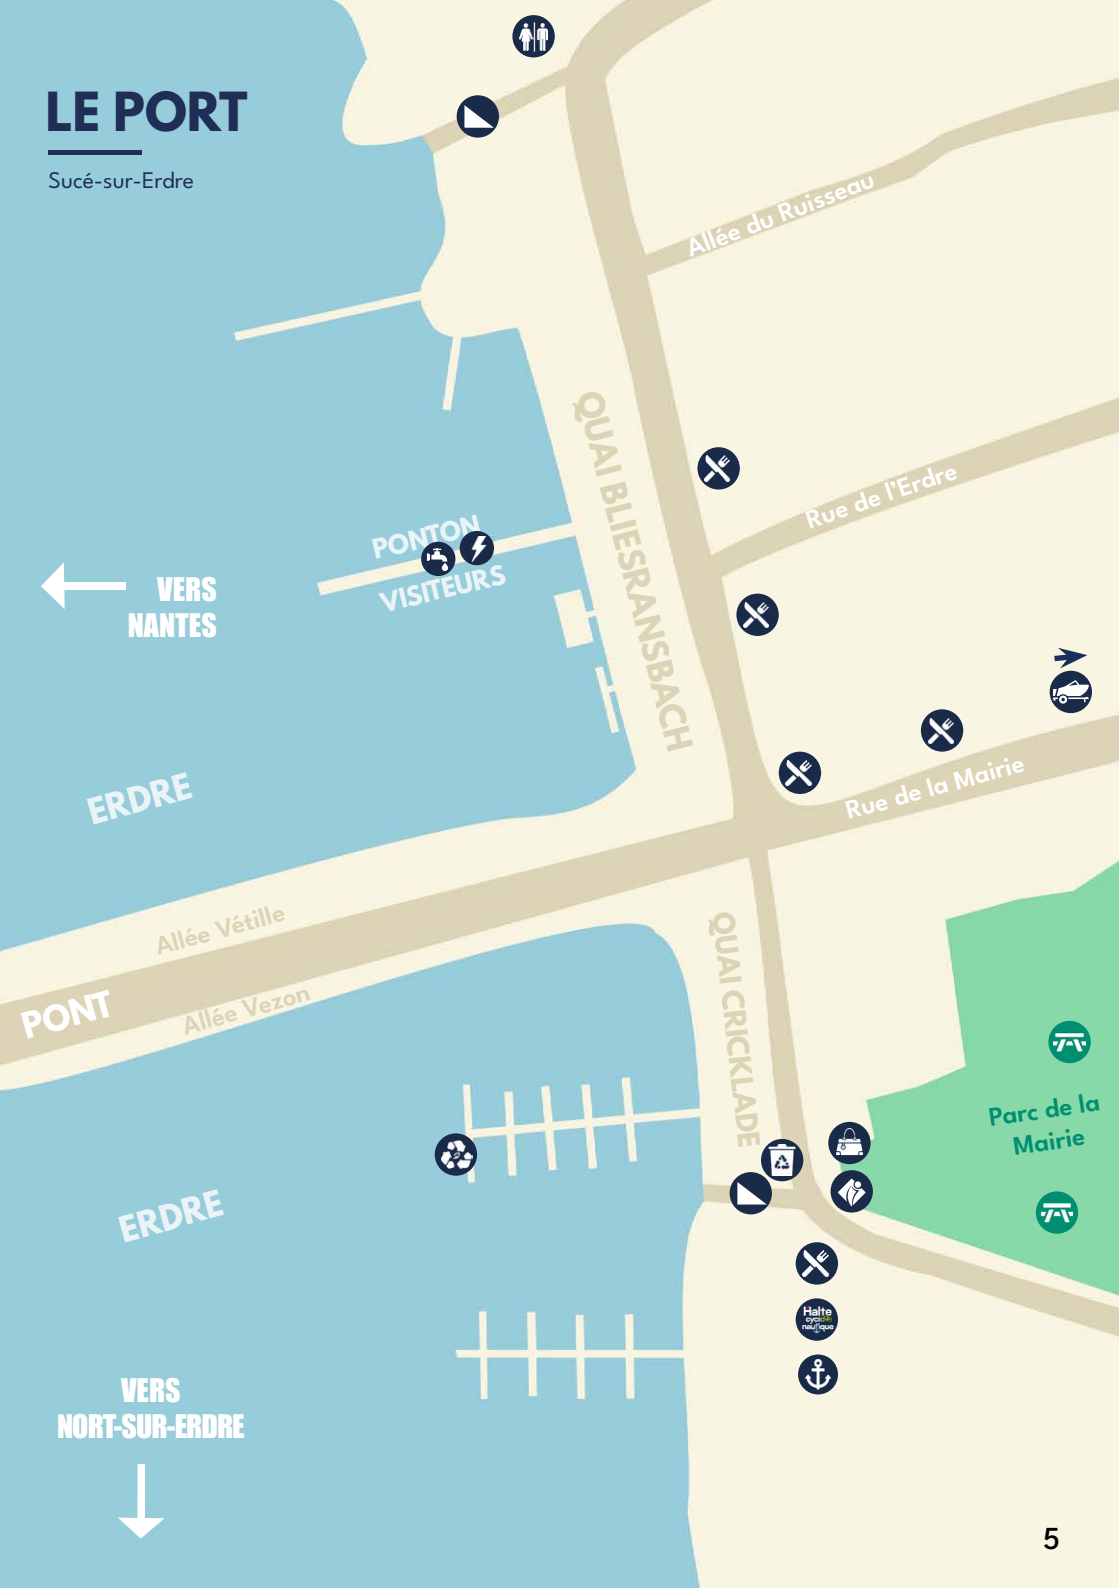 LE PORT
Sucé-sur-Erdre
Allée du Ruisseau
QUAI BLIESRANSBACH
Rue de l'Erdre
PONTON
VISITEURS
VERS
NANTES
ERDRE
Rue de la Mairie
Allée Vétille
PONT
Allée Vezon
QUAI CRICKLADE
Parc de la
Mairie
ERDRE
Halte
cyclo
nautique
VERS
NORT-SUR-ERDRE
5